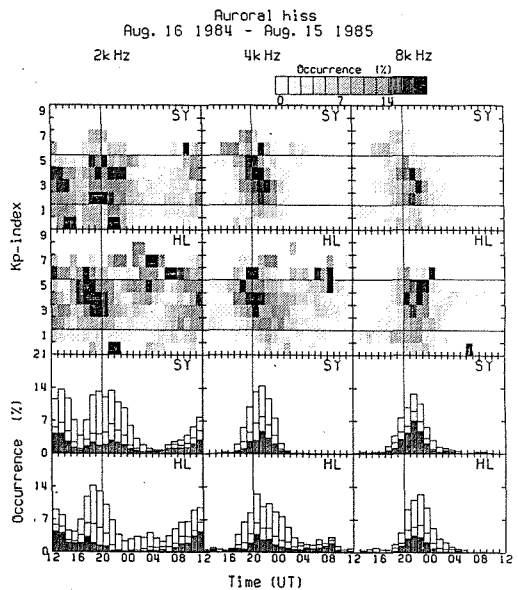 Auroral hiss
Aug. 16 1984 - Aug. 15 1985
2kHz 4kHz 8kHz
Occurrence (%)
0 7 14
SY SY SY
9
7
5
3
1
Kp-index
HL HL HL
9
7
5
3
1
21
SY SY SY
14
7
0
Occurrence (%)
HL HL HL
14
7
0
12 16 20 00 04 08 12 16 20 00 04 08 12 16 20 00 04 08 12
Time (UT)